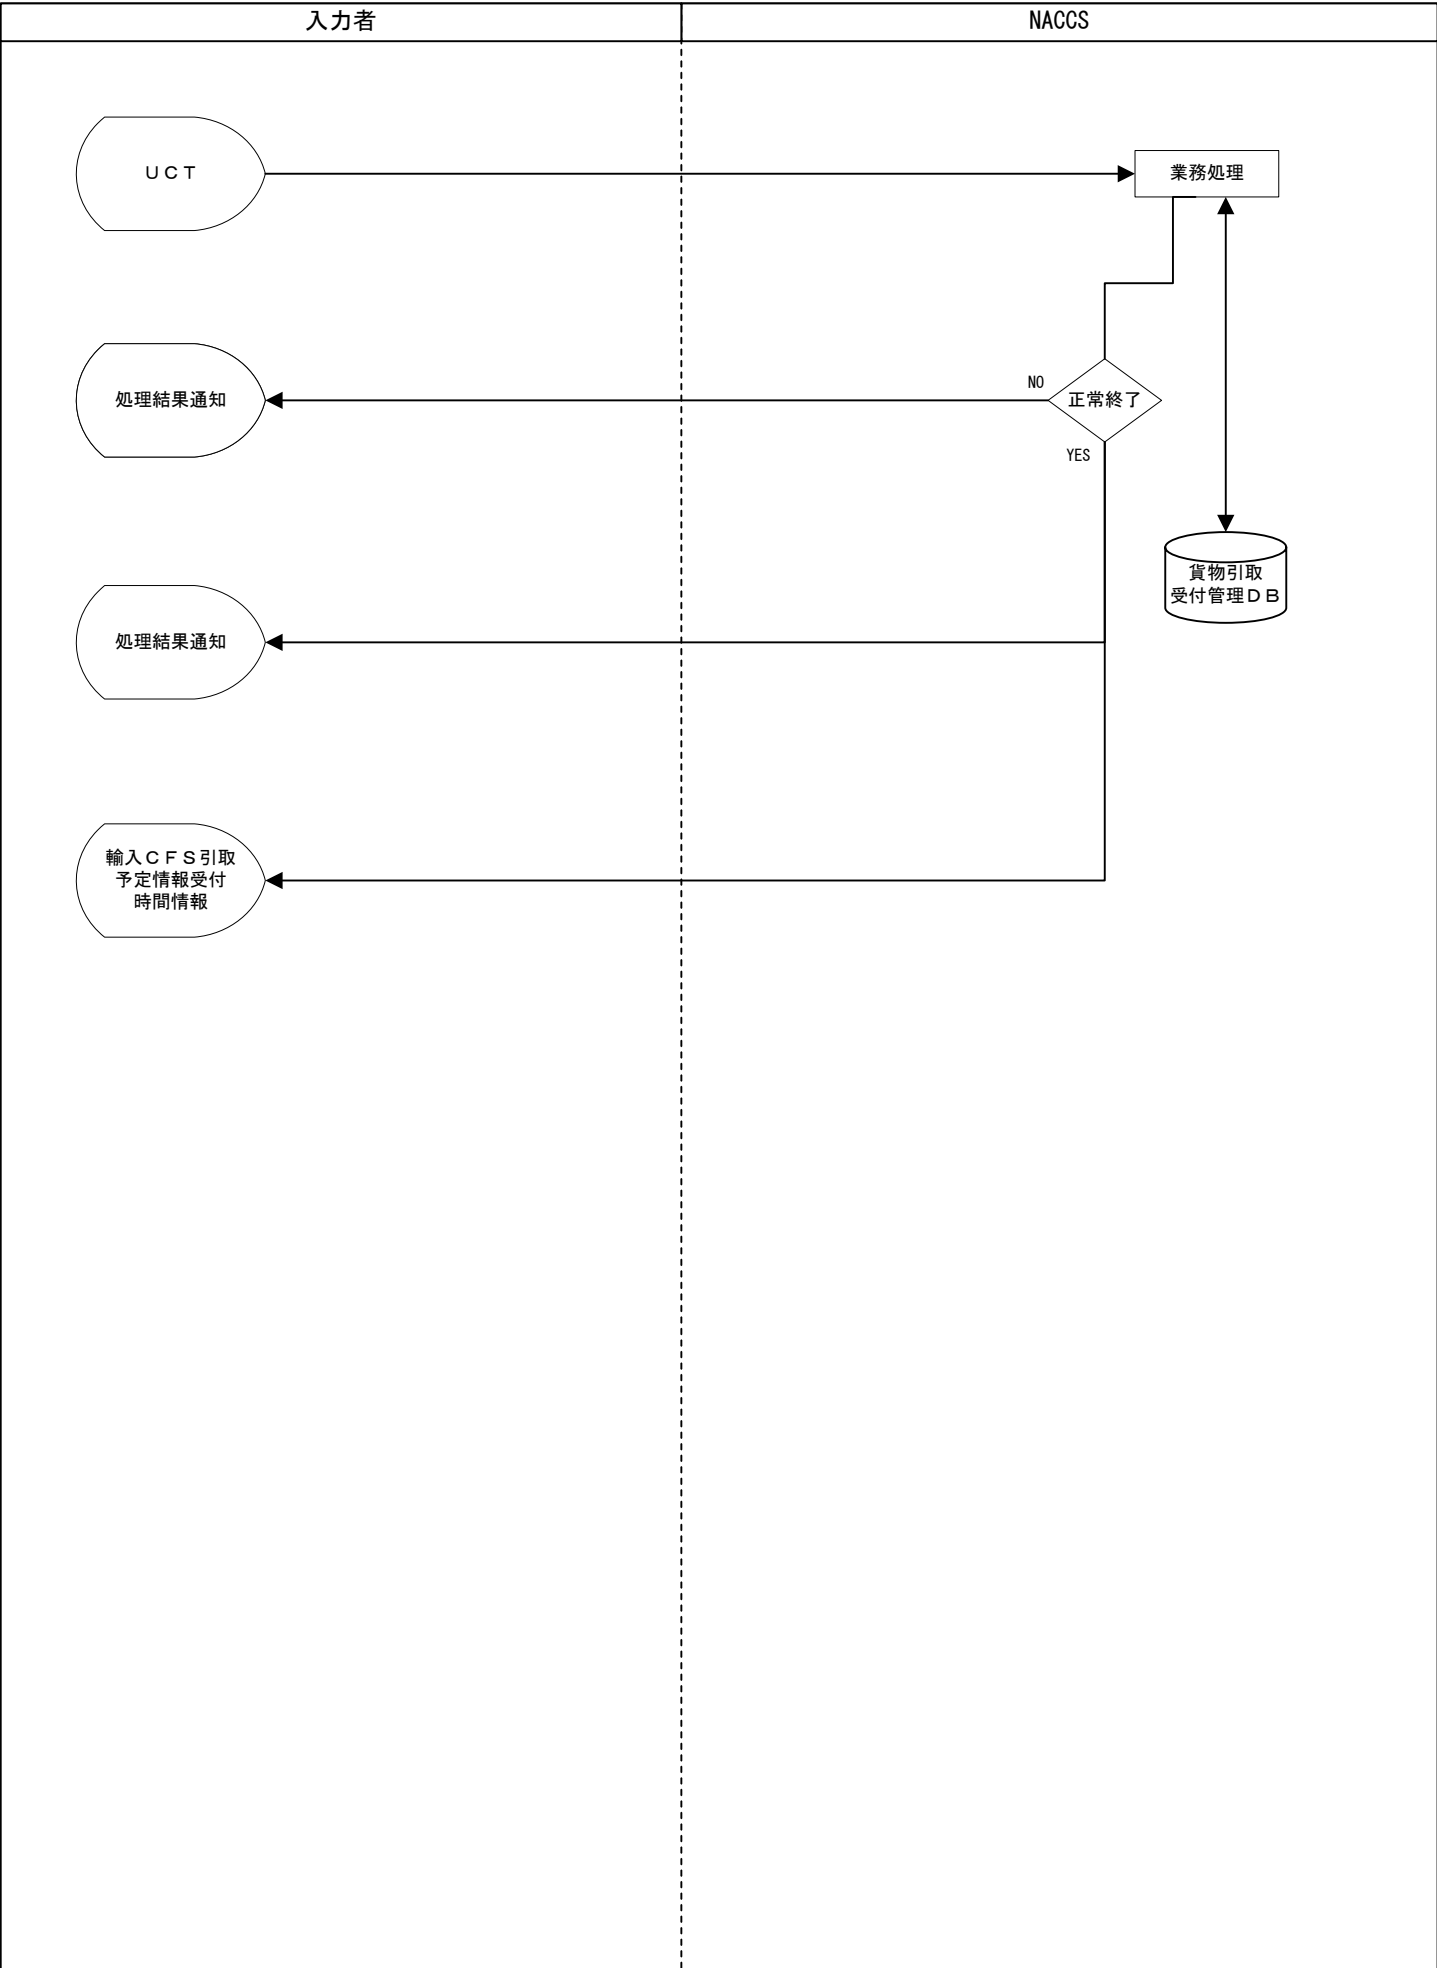 入力者
NACCS
ＵＣＴ
業務処理
処理結果通知
NO
正常終了
YES
貨物引取
受付管理ＤＢ
処理結果通知
輸入ＣＦＳ引取
予定情報受付
時間情報